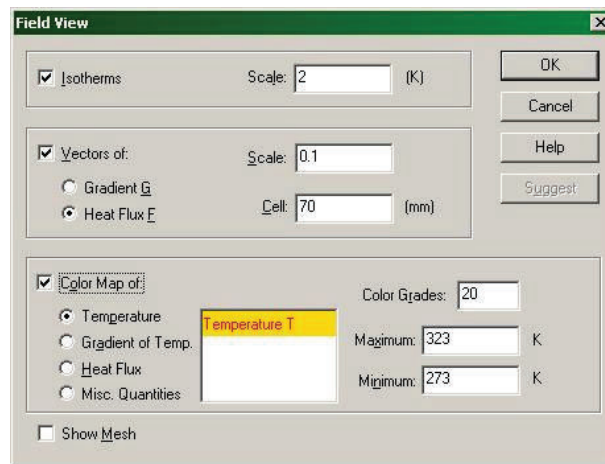 Field View
Isotherms Scale: 2 (K)
OK
Cancel
Help
Suggest
Vectors of: Scale: 0.1
Gradient G
Heat Flux F
Cell: 70 (mm)
Color Map of:
Temperature
Gradient of Temp.
Heat Flux
Misc. Quantities
Temperature T
Color Grades: 20
Maximum: 323 K
Minimum: 273 K
Show Mesh